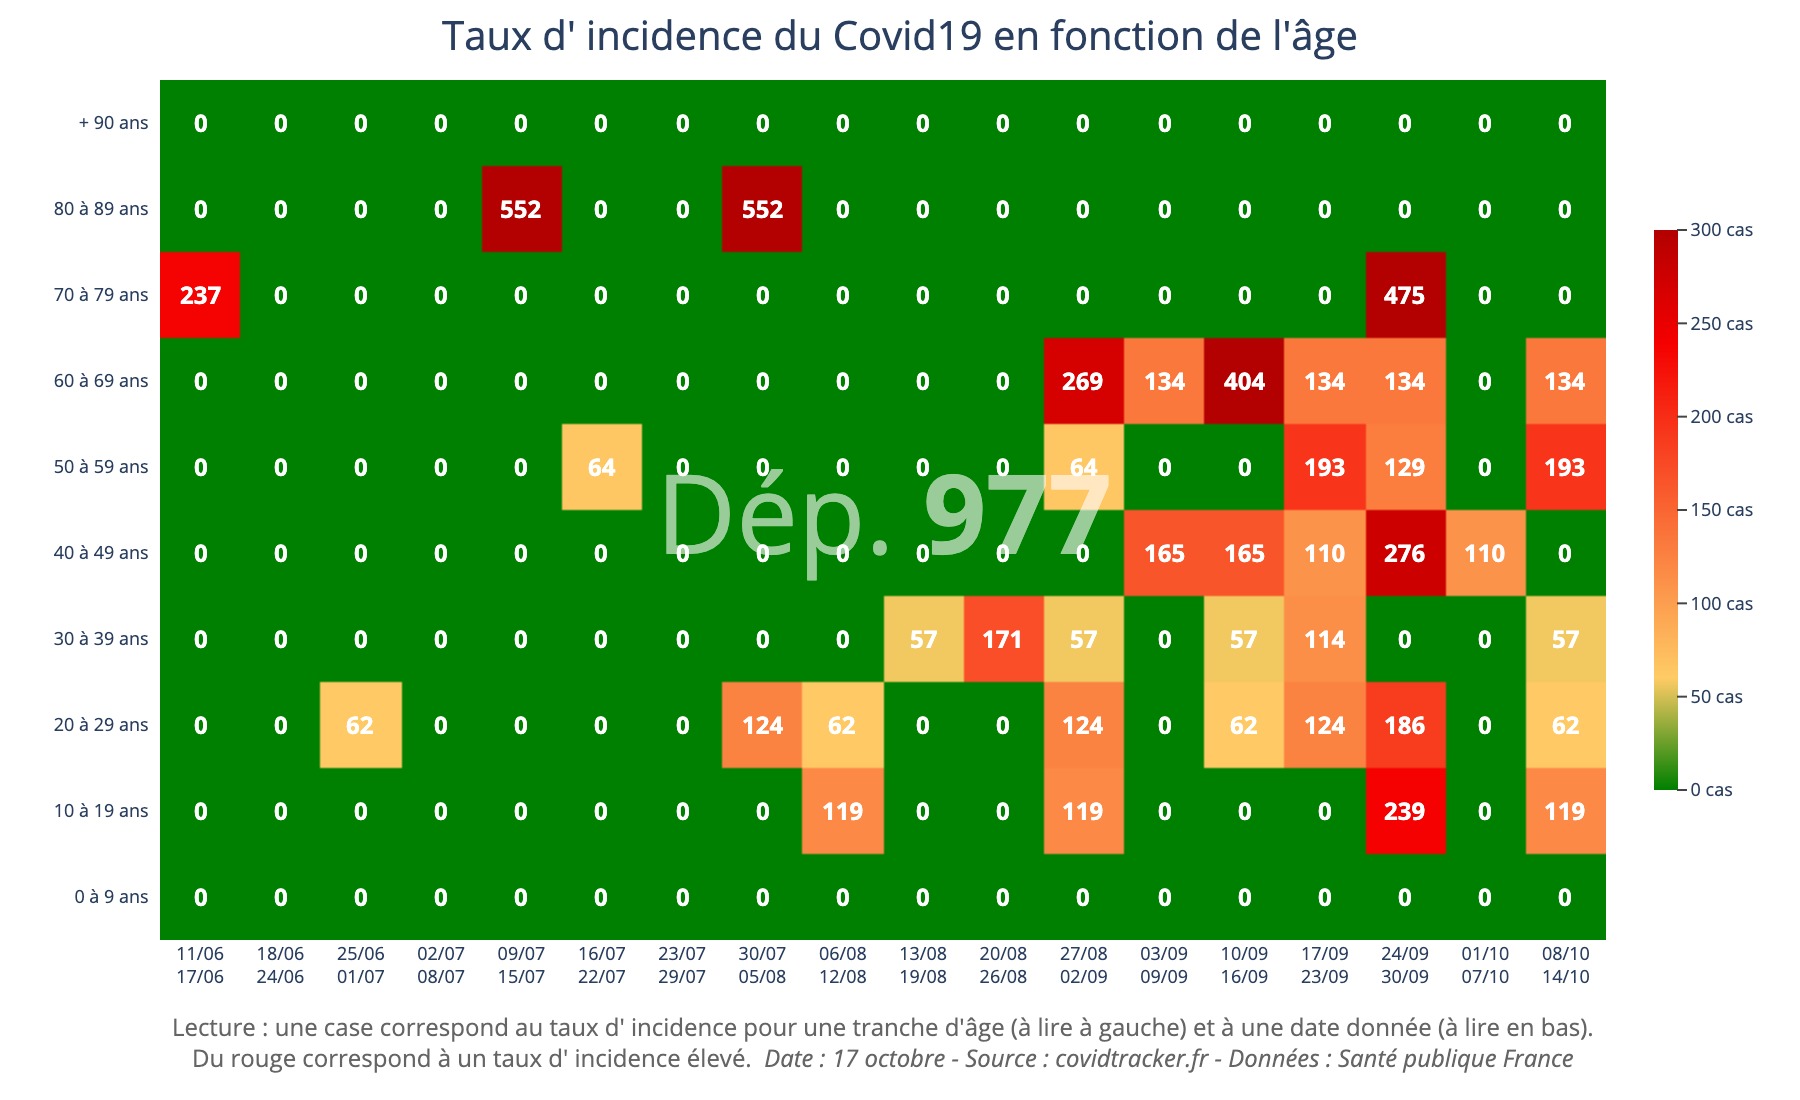 Taux d' incidence du Covid19 en fonction de l'âge
+ 90 ans 0 0 0 0 0 0 0 0 0 0 0 0 0 0 0 0 0 0
80 à 89 ans 0 0 0 0 552 0 0 552 0 0 0 0 0 0 0 0 0 0
300 cas
70 à 79 ans 237 0 0 0 0 0 0 0 0 0 0 0 0 0 0 475 0 0
250 cas
60 à 69 ans 0 0 0 0 0 0 0 0 0 0 0 269 134 404 134 134 0 134
200 cas
50 à 59 ans 0 0 0 0 0 64 0 0 0 0 0 64 0 0 193 129 0 193
Dép. 977
150 cas
40 à 49 ans 0 0 0 0 0 0 0 0 0 0 0 0 165 165 110 276 110 0
100 cas
30 à 39 ans 0 0 0 0 0 0 0 0 0 57 171 57 0 57 114 0 0 57
50 cas
20 à 29 ans 0 0 62 0 0 0 0 124 62 0 0 124 0 62 124 186 0 62
0 cas
10 à 19 ans 0 0 0 0 0 0 0 0 119 0 0 119 0 0 0 239 0 119
0 à 9 ans 0 0 0 0 0 0 0 0 0 0 0 0 0 0 0 0 0 0
11/06 18/06 25/06 02/07 09/07 16/07 23/07 30/07 06/08 13/08 20/08 27/08 03/09 10/09 17/09 24/09 01/10 08/10
17/06 24/06 01/07 08/07 15/07 22/07 29/07 05/08 12/08 19/08 26/08 02/09 09/09 16/09 23/09 30/09 07/10 14/10
Lecture : une case correspond au taux d' incidence pour une tranche d'âge (à lire à gauche) et à une date donnée (à lire en bas).
Du rouge correspond à un taux d' incidence élevé. Date : 17 octobre - Source : covidtracker.fr - Données : Santé publique France